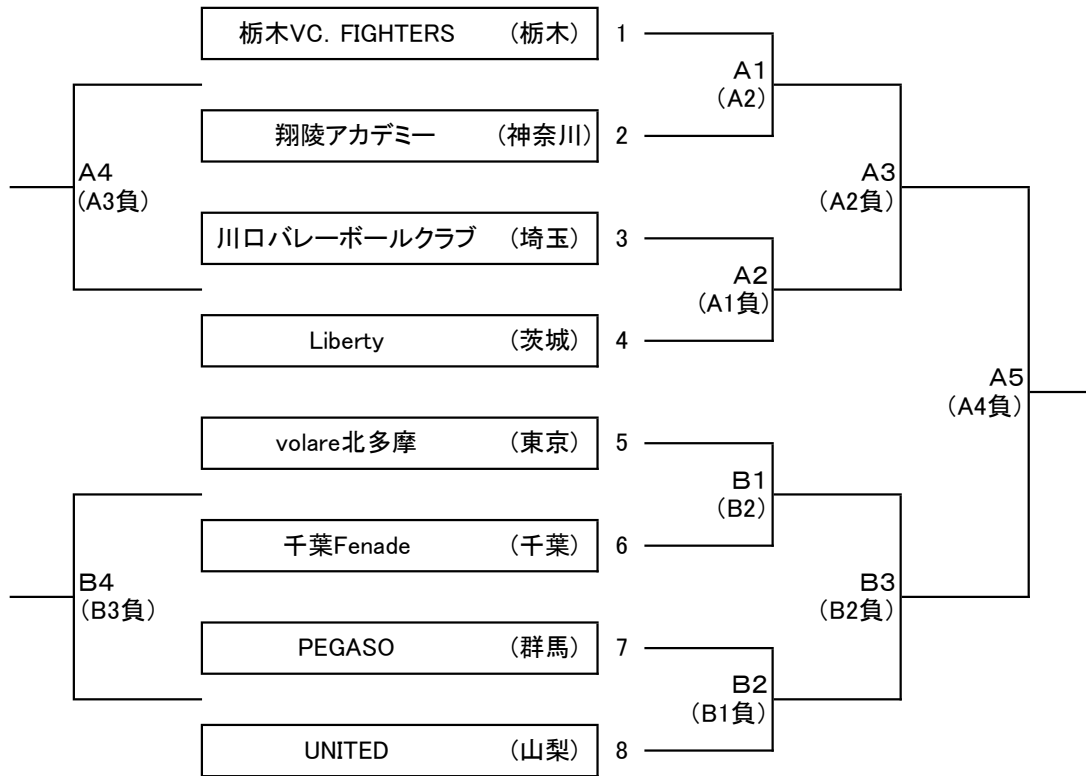 栃木VC. FIGHTERS (栃木) 1
A1
(A2)
翔陵アカデミー (神奈川) 2
A4
(A3負)
A3
(A2負)
川口バレーボールクラブ (埼玉) 3
A2
(A1負)
Liberty (茨城) 4
A5
(A4負)
volare北多摩 (東京) 5
B1
(B2)
千葉Fenade (千葉) 6
B4
(B3負)
B3
(B2負)
PEGASO (群馬) 7
B2
(B1負)
UNITED (山梨) 8